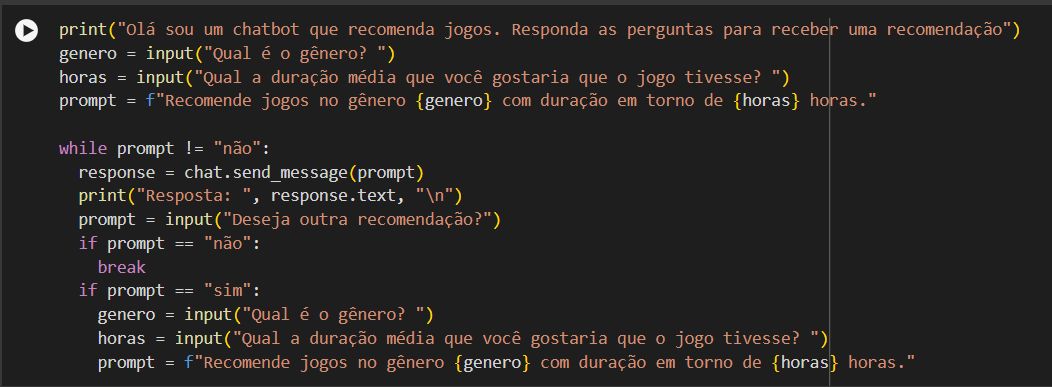 print("Olá sou um chatbot que recomenda jogos. Responda as perguntas para receber uma recomendação")
genero = input("Qual é o gênero? ")
horas = input("Qual a duração média que você gostaria que o jogo tivesse? ")
prompt = f"Recomende jogos no gênero {genero} com duração em torno de {horas} horas."

while prompt != "não":
  response = chat.send_message(prompt)
  print("Resposta: ", response.text, "\n")
  prompt = input("Deseja outra recomendação?")
  if prompt == "não":
    break
  if prompt == "sim":
    genero = input("Qual é o gênero? ")
    horas = input("Qual a duração média que você gostaria que o jogo tivesse? ")
    prompt = f"Recomende jogos no gênero {genero} com duração em torno de {horas} horas."